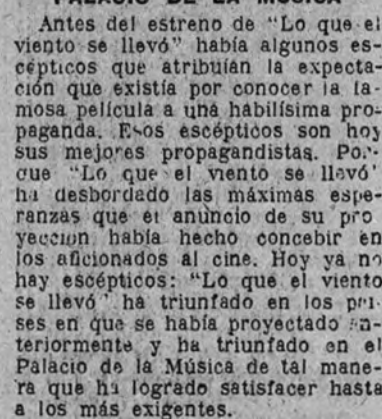 PALACIO DE LA MUSICA
Antes del estreno de "Lo que el
viento se llevó" había algunos es-
cépticos que atribuían la expecta-
ción que existía por conocer la fa-
mosa película a una habilísima pro-
paganda. Esos escépticos son hoy
sus mejores propagandistas. Por-
que "Lo que el viento se llevó"
ha desbordado las máximas espe-
ranzas que el anuncio de su pro
yección había hecho concebir en
los aficionados al cine. Hoy ya no
hay escépticos: "Lo que el viento
se llevó" ha triunfado en los paí-
ses en que se había proyectado an-
teriormente y ha triunfado en el
Palacio de la Música de tal mane-
ra que ha logrado satisfacer hasta
a los más exigentes.